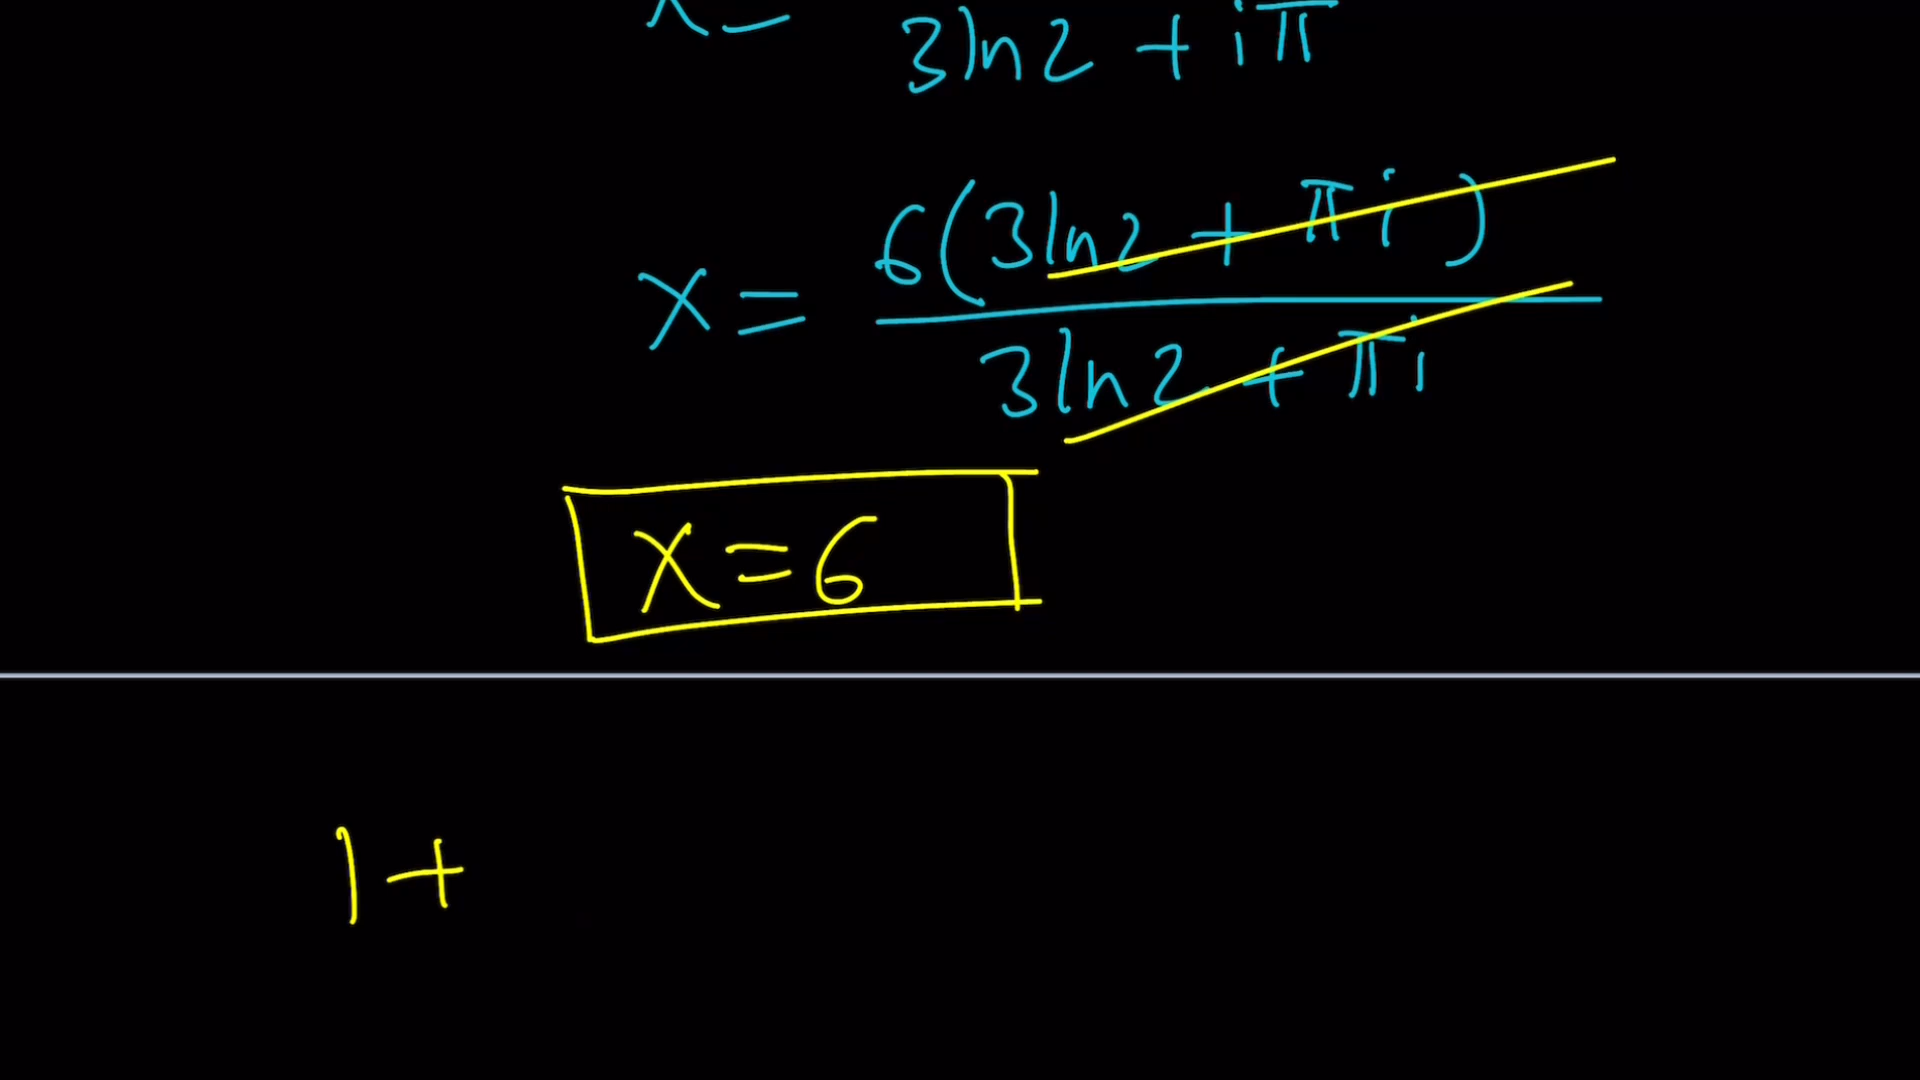 x =
3ln2 + iπ
x = 6(3ln2 + πi) / 3ln2 + πi
x = 6
1 +